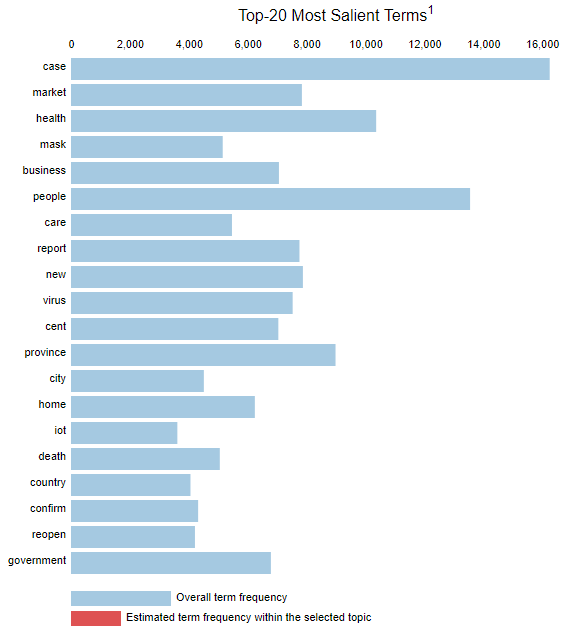 Top-20 Most Salient Terms1
0 2,000 4,000 6,000 8,000 10,000 12,000 14,000 16,000
case
market
health
mask
business
people
care
report
new
virus
cent
province
city
home
iot
death
country
confirm
reopen
government
Overall term frequency
Estimated term frequency within the selected topic